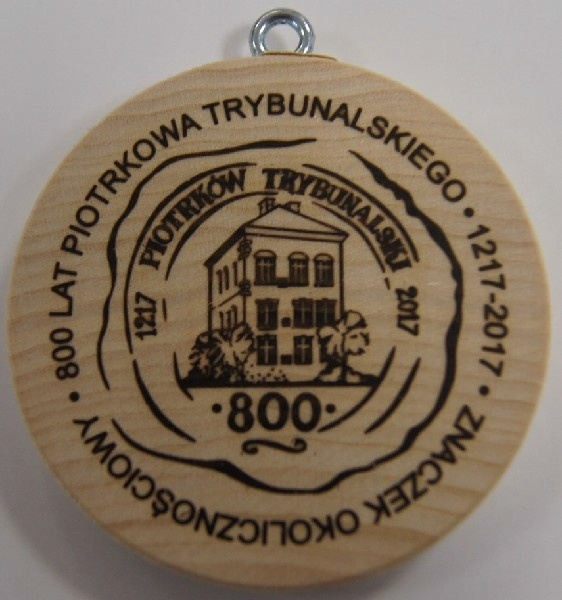 800 LAT PIOTRKOWA TRYBUNALSKIEGO • 1217-2017 • ZNACZEK OKOLICZNOŚCIOWY •
1217 PIOTRKÓW TRYBUNALSKI 2017
·800·